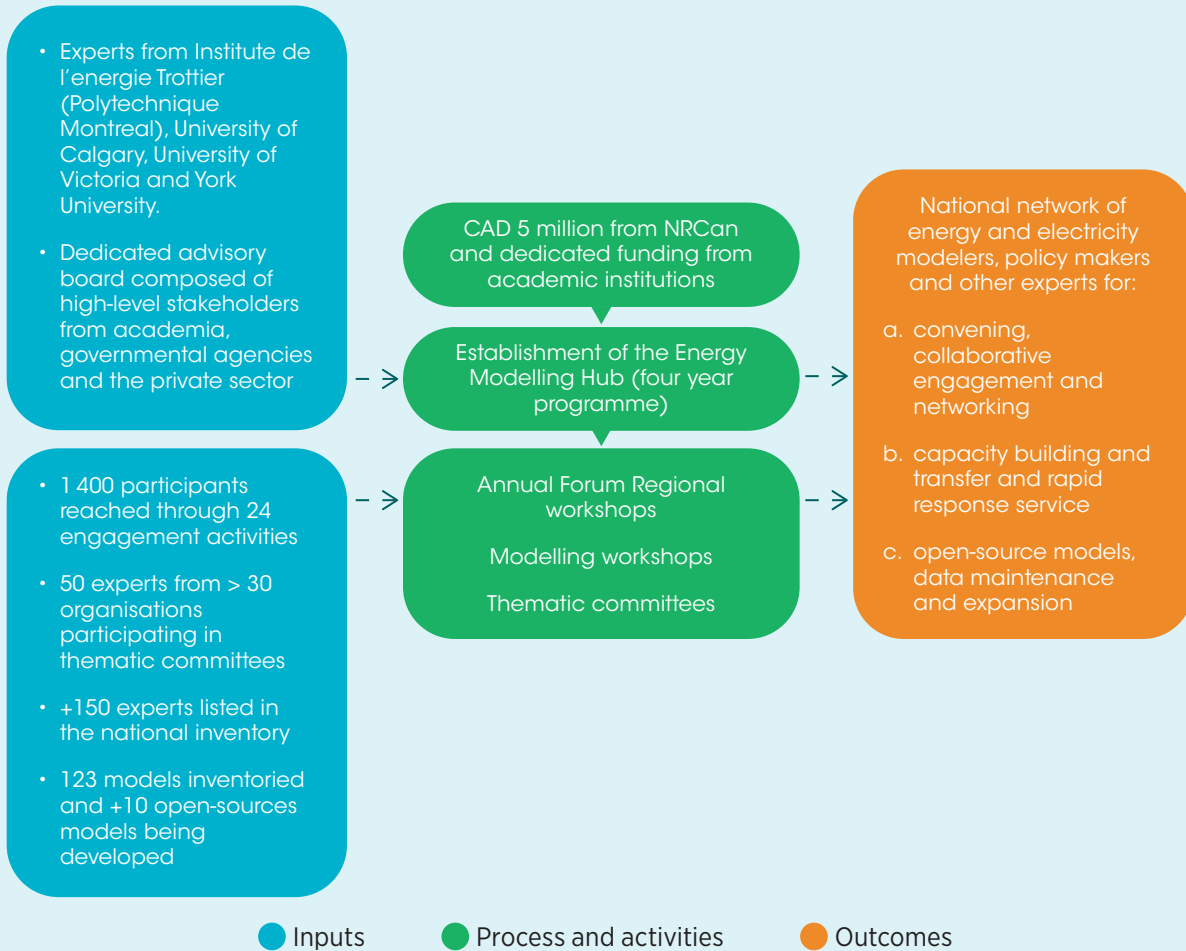 • Experts from Institute de
l'energie Trottier
(Polytechnique
Montreal), University of
Calgary, University of
Victoria and York
University.
• Dedicated advisory
board composed of
high-level stakeholders
from academia,
governmental agencies
and the private sector
• 1 400 participants
reached through 24
engagement activities
• 50 experts from > 30
organisations
participating in
thematic committees
• +150 experts listed in
the national inventory
• 123 models inventoried
and +10 open-sources
models being
developed
CAD 5 million from NRCan
and dedicated funding from
academic institutions
Establishment of the Energy
Modelling Hub (four year
programme)
Annual Forum Regional
workshops
Modelling workshops
Thematic committees
National network of
energy and electricity
modelers, policy makers
and other experts for:
a. convening,
collaborative
engagement and
networking
b. capacity building and
transfer and rapid
response service
c. open-source models,
data maintenance
and expansion
Inputs
Process and activities
Outcomes